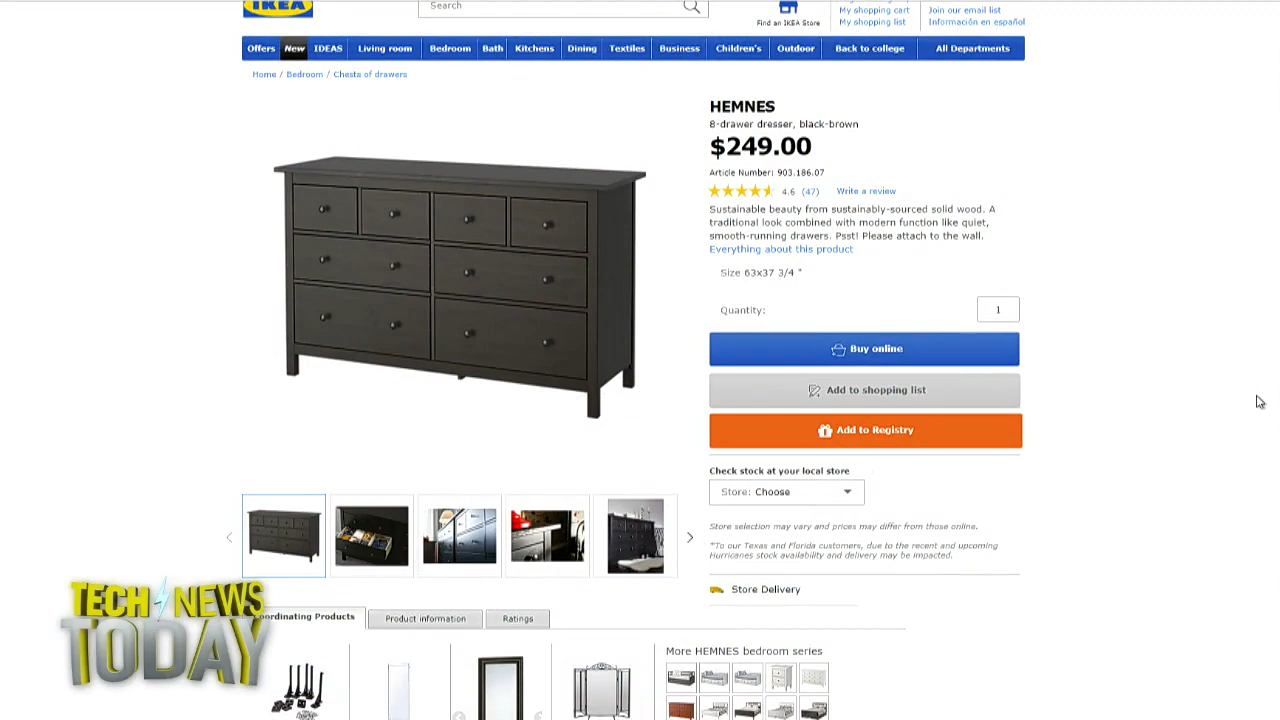 IKEA
Search
Find an IKEA Store
My shopping cart
My shopping list
Join our email list
Información en español
Offers New IDEAS Living room Bedroom Bath Kitchens Dining Textiles Business Children's Outdoor Back to college All Departments
Home / Bedroom / Chests of drawers
HEMNES
8-drawer dresser, black-brown
$249.00
Article Number: 903.186.07
4.6 (47) Write a review
Sustainable beauty from sustainably-sourced solid wood. A
traditional look combined with modern function like quiet,
smooth-running drawers. Psst! Please attach to the wall.
Everything about this product
Size 63x37 3/4 "
Quantity: 1
Buy online
Add to shopping list
Add to Registry
Check stock at your local store
Store: Choose
Store selection may vary and prices may differ from those online.
*To our Texas and Florida customers, due to the recent and upcoming
Hurricanes stock availability and delivery may be impacted.
Store Delivery
TECH NEWS
TODAY
oordinating Products Product information Ratings
More HEMNES bedroom series